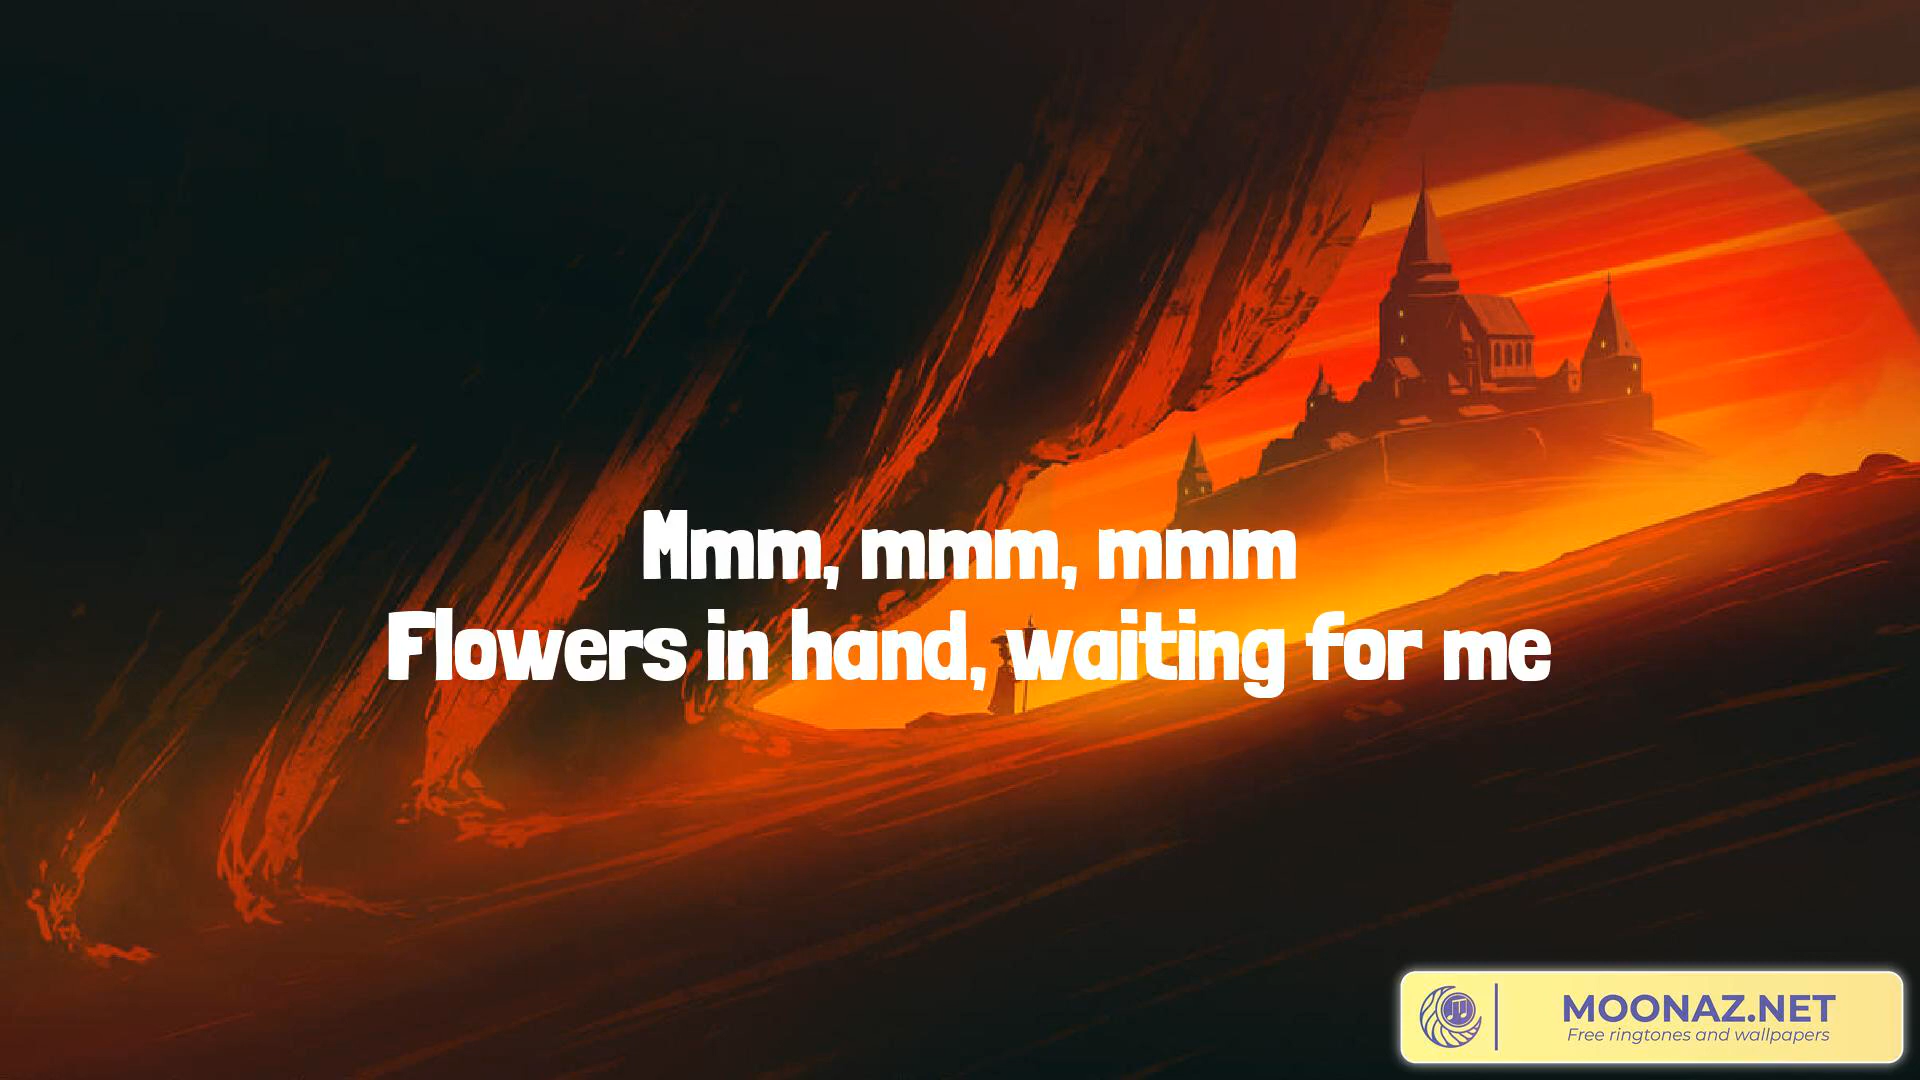 Mmm, mmm, mmm
Flowers in hand, waiting for me
MOONAZ.NET
Free ringtones and wallpapers